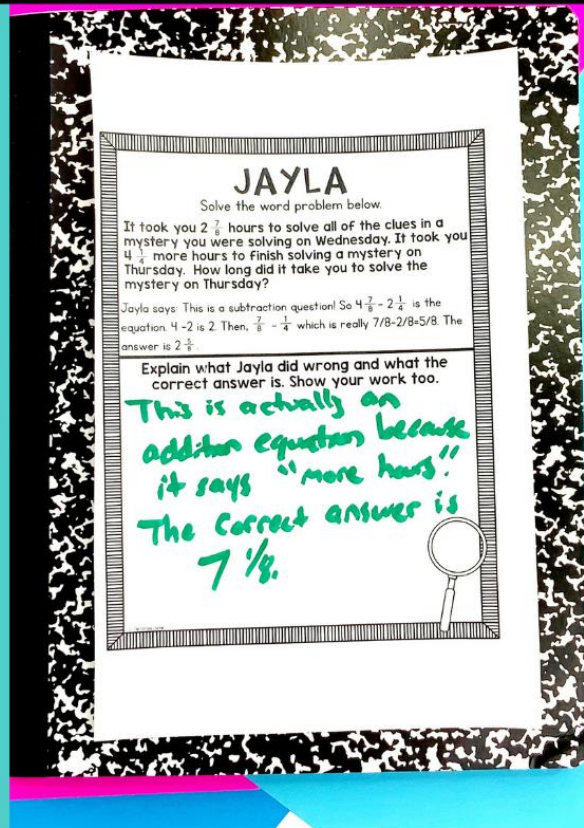 JAYLA
Solve the word problem below.
It took you 2 7/8 hours to solve all of the clues in a
mystery you were solving on Wednesday. It took you
4 1/4 more hours to finish solving a mystery on
Thursday. How long did it take you to solve the
mystery on Thursday?
Jayla says: This is a subtraction question! So 4 7/8 - 2 1/4 is the
equation. 4 -2 is 2. Then, 7/8 - 1/4 which is really 7/8-2/8=5/8. The
answer is 2 5/8.
Explain what Jayla did wrong and what the
correct answer is. Show your work too.
This is actually an
addition equation because
it says "more hours".
The correct answer is
7 1/8.